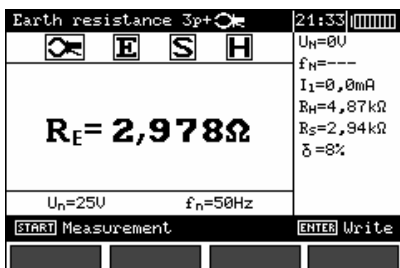 Earth resistance 3p+
21:33
E S H
U_N=0V
f_N=---
I₁=0,0mA
R_H=4,87kΩ
R_S=2,94kΩ
δ=8%
R_E= 2,978Ω
U_n=25V f_n=50Hz
START Measurement
ENTER Write